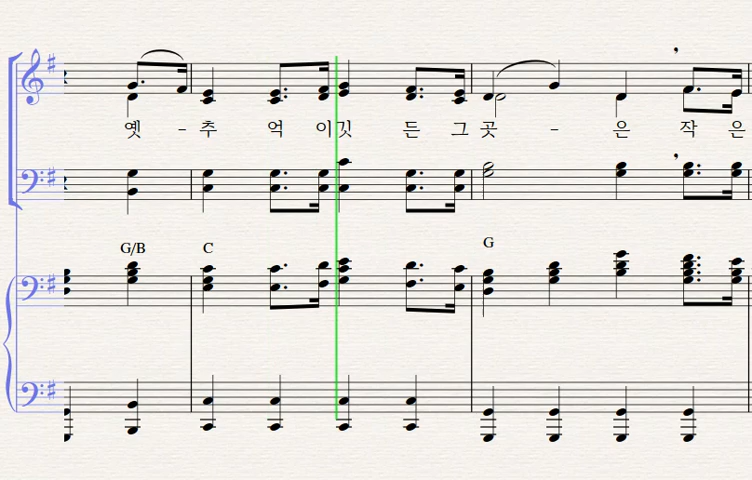 옛 - 추 억 이 깃 든 그 곳 - 은 작 은
G/B C G